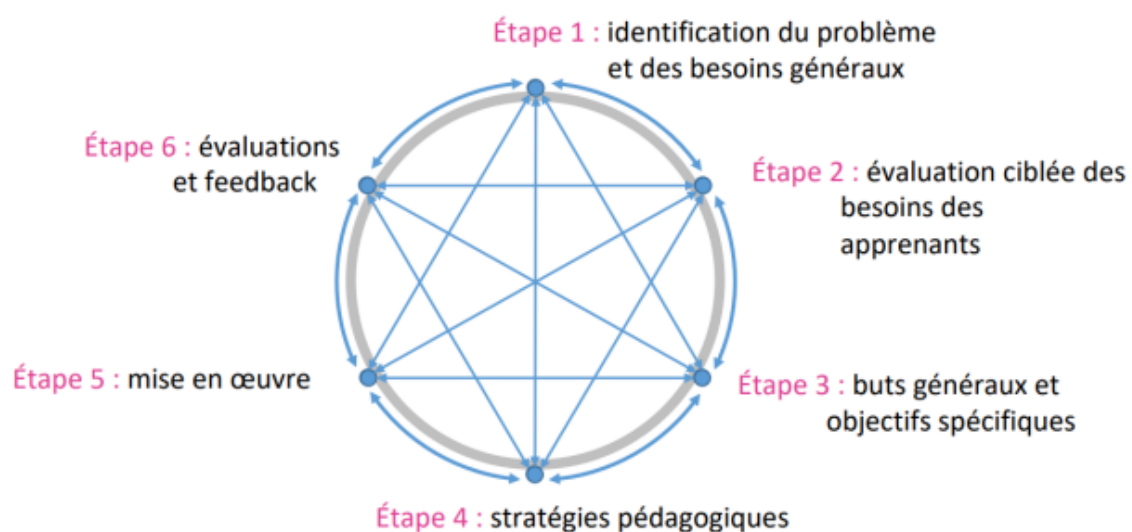 Étape 1 : identification du problème
et des besoins généraux
Étape 6 : évaluations
et feedback
Étape 2 : évaluation ciblée des
besoins des
apprenants
Étape 5 : mise en œuvre
Étape 3 : buts généraux et
objectifs spécifiques
Étape 4 : stratégies pédagogiques